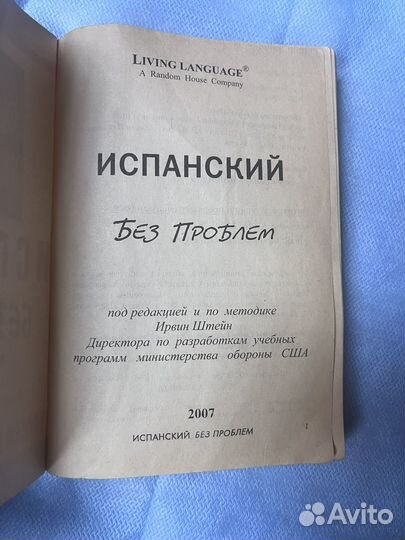 LIVING LANGUAGE®
A Random House Company
ИСПАНСКИЙ
БЕЗ ПРОБЛЕМ
под редакцией и по методике
Ирвин Штейн
Директора по разработкам учебных
программ министерства обороны США
2007
ИСПАНСКИЙ БЕЗ ПРОБЛЕМ
1
Avito